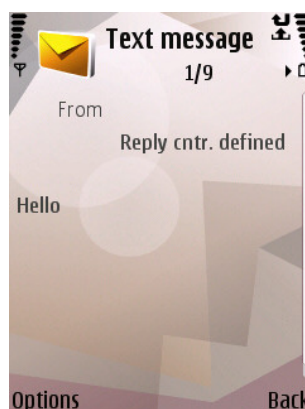 Text message
1/9
From
Reply cntr. defined
Hello
Options
Back